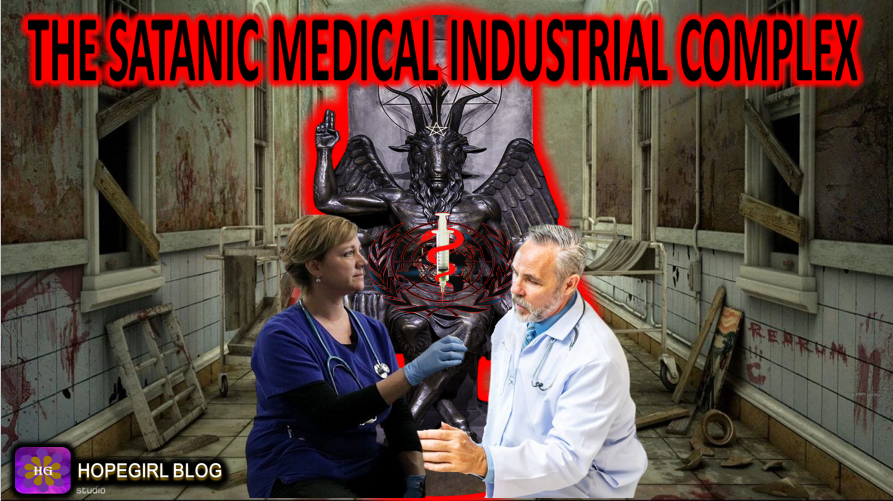 THE SATANIC MEDICAL INDUSTRIAL COMPLEX
REDRUM
HG
HOPEGIRL BLOG
studio